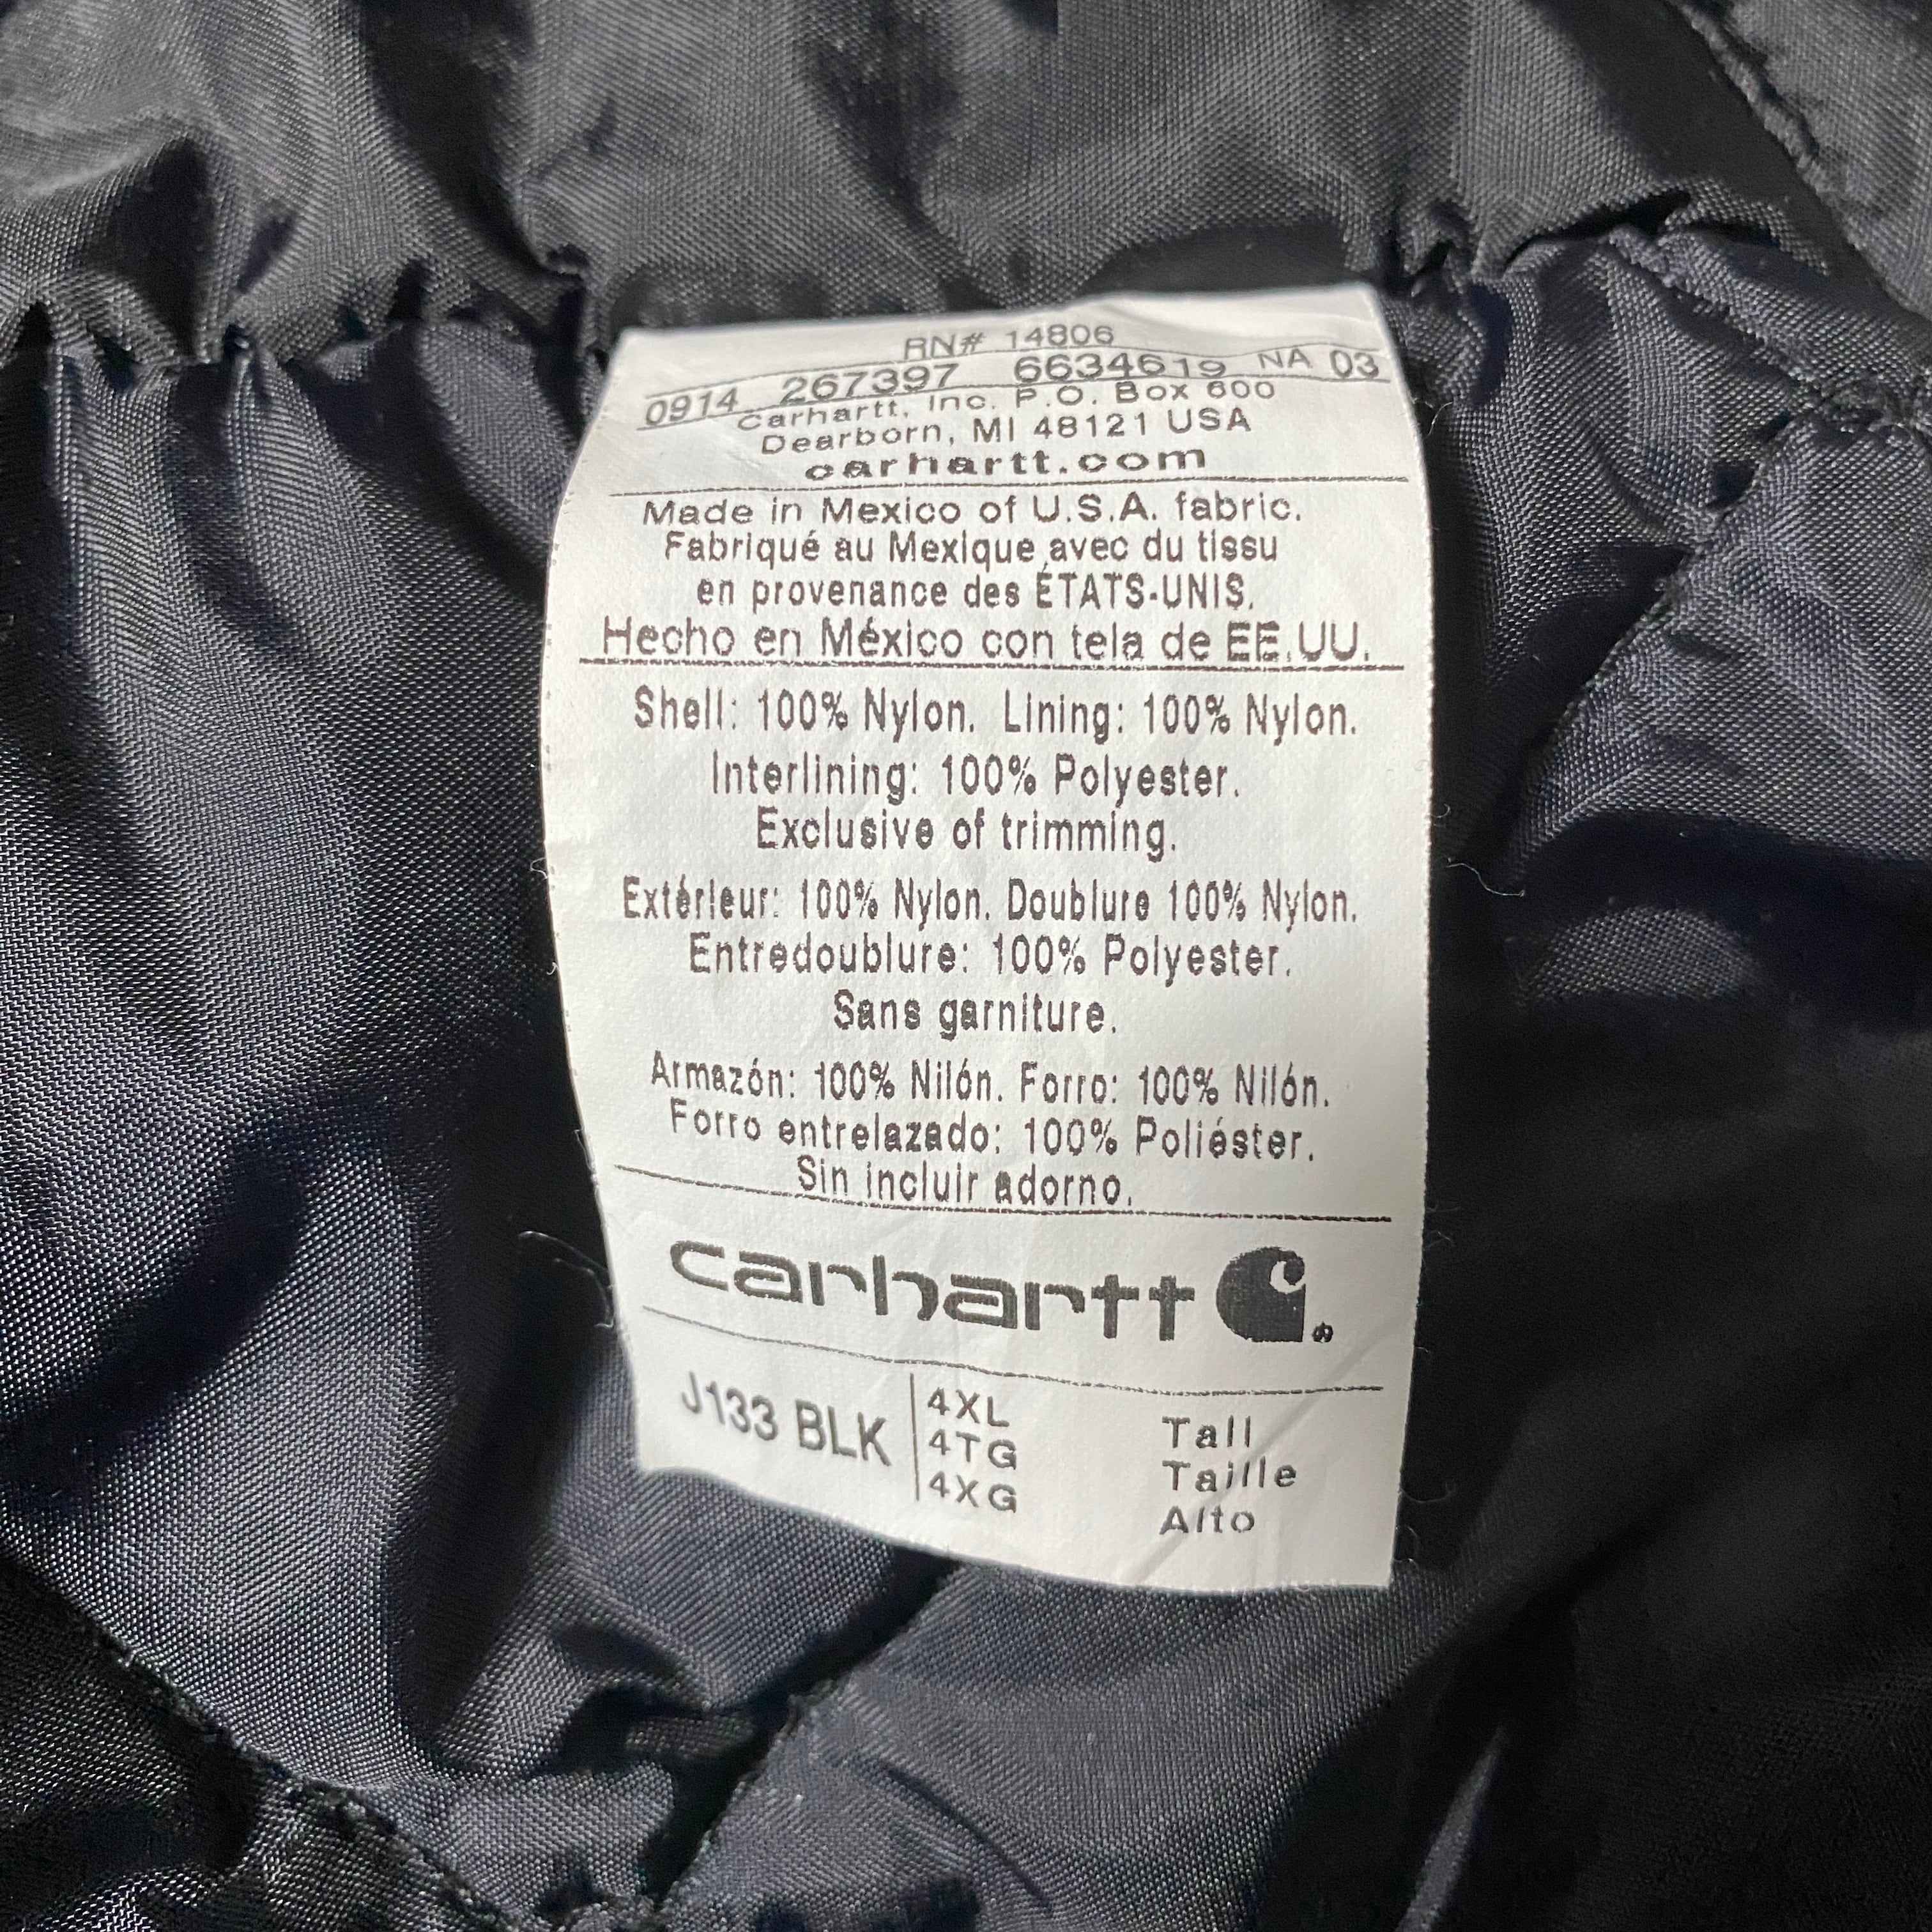 RN# 14806
0914 267397 6634619 NA 03
Carhartt, Inc. P.O. Box 600
Dearborn, MI 48121 USA
carhartt.com
Made in Mexico of U.S.A. fabric.
Fabriqué au Mexique avec du tissu
en provenance des ÉTATS-UNIS.
Hecho en México con tela de EE.UU.
Shell: 100% Nylon. Lining: 100% Nylon.
Interlining: 100% Polyester.
Exclusive of trimming.
Extérieur: 100% Nylon. Doublure 100% Nylon.
Entredoublure: 100% Polyester.
Sans garniture.
Armazón: 100% Nilón. Forro: 100% Nilón.
Forro entrelazado: 100% Poliéster.
Sin incluir adorno.
carhartt ®
J133 BLK
4XL Tall
4TG Taille
4XG Alto